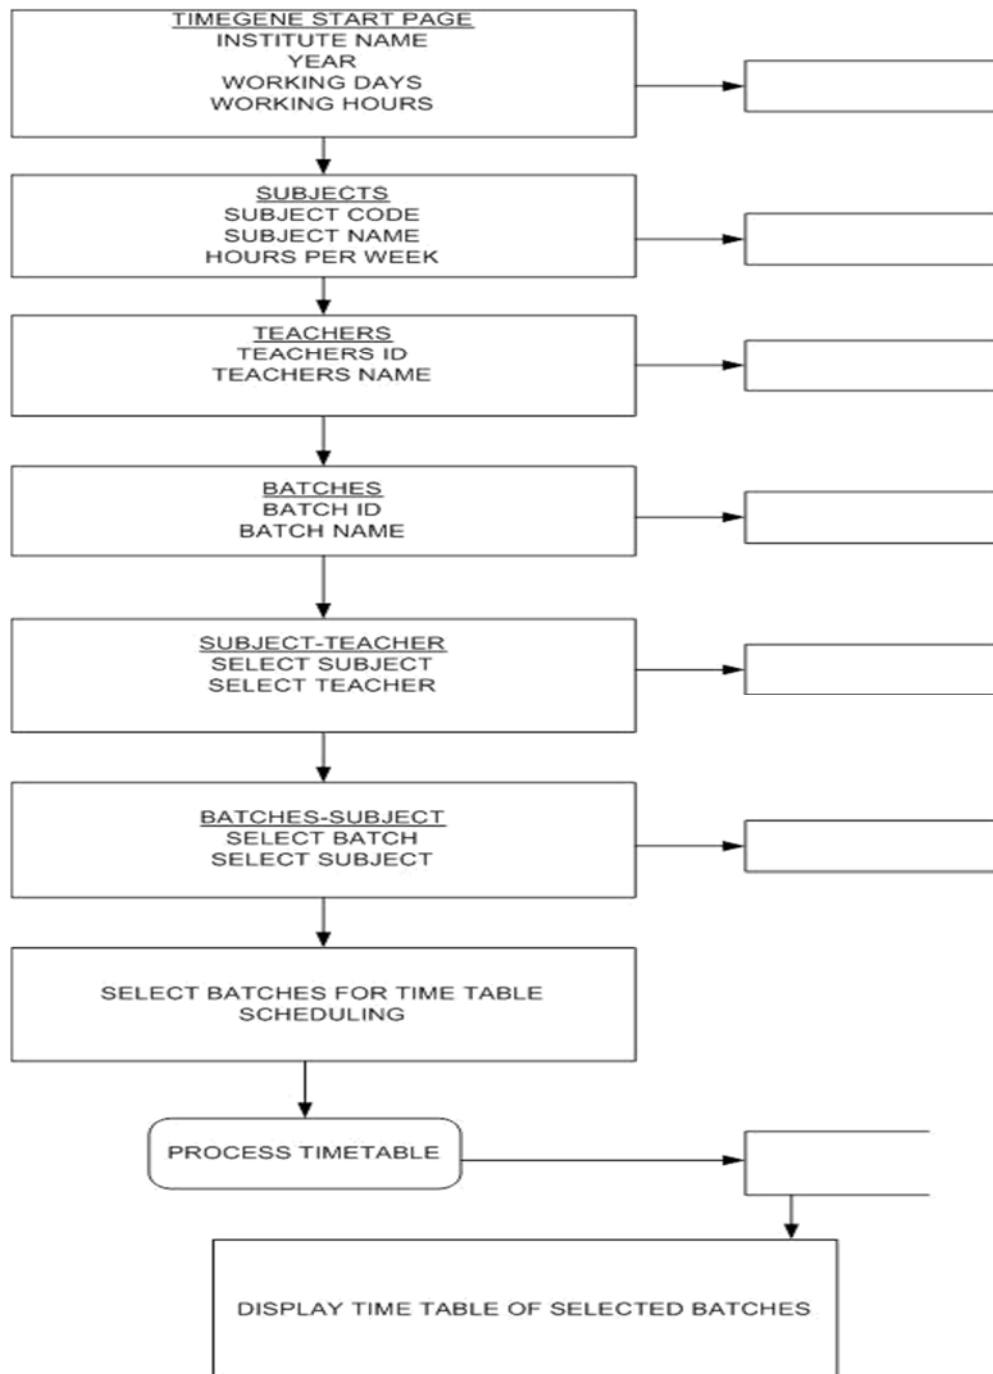 TIMEGENE START PAGE
INSTITUTE NAME
YEAR
WORKING DAYS
WORKING HOURS
SUBJECTS
SUBJECT CODE
SUBJECT NAME
HOURS PER WEEK
TEACHERS
TEACHERS ID
TEACHERS NAME
BATCHES
BATCH ID
BATCH NAME
SUBJECT-TEACHER
SELECT SUBJECT
SELECT TEACHER
BATCHES-SUBJECT
SELECT BATCH
SELECT SUBJECT
SELECT BATCHES FOR TIME TABLE
SCHEDULING
PROCESS TIMETABLE
DISPLAY TIME TABLE OF SELECTED BATCHES